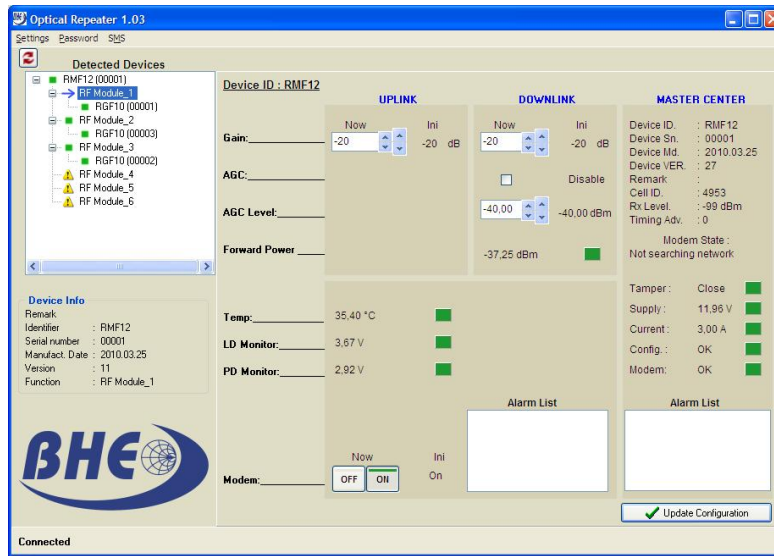 BHE Optical Repeater 1.03
Settings Password SMS
Detected Devices
RMF12 (00001)
RF Module_1
RGF10 (00001)
RF Module_2
RGF10 (00003)
RF Module_3
RGF10 (00002)
RF Module_4
RF Module_5
RF Module_6
Device Info
Remark
Identifier : RMF12
Serial number : 00001
Manufact. Date : 2010.03.25
Version : 11
Function : RF Module_1
BHE
Device ID : RMF12
UPLINK DOWNLINK
Now Ini Now Ini
Gain: -20 -20 dB -20 -20 dB
AGC: Disable
AGC Level: -40,00 -40,00 dBm
Forward Power -37,25 dBm
Temp: 35,40 °C
LD Monitor: 3,67 V
PD Monitor: 2,92 V
Alarm List
Now Ini
Modem: OFF ON On
MASTER CENTER
Device ID. : RMF12
Device Sn. : 00001
Device Md. : 2010.03.25
Device VER. : 27
Remark :
Cell ID. : 4953
Rx Level. : -99 dBm
Timing Adv. : 0
Modem State :
Not searching network
Tamper : Close
Supply : 11,96 V
Current : 3,00 A
Config. : OK
Modem: OK
Alarm List
Update Configuration
Connected